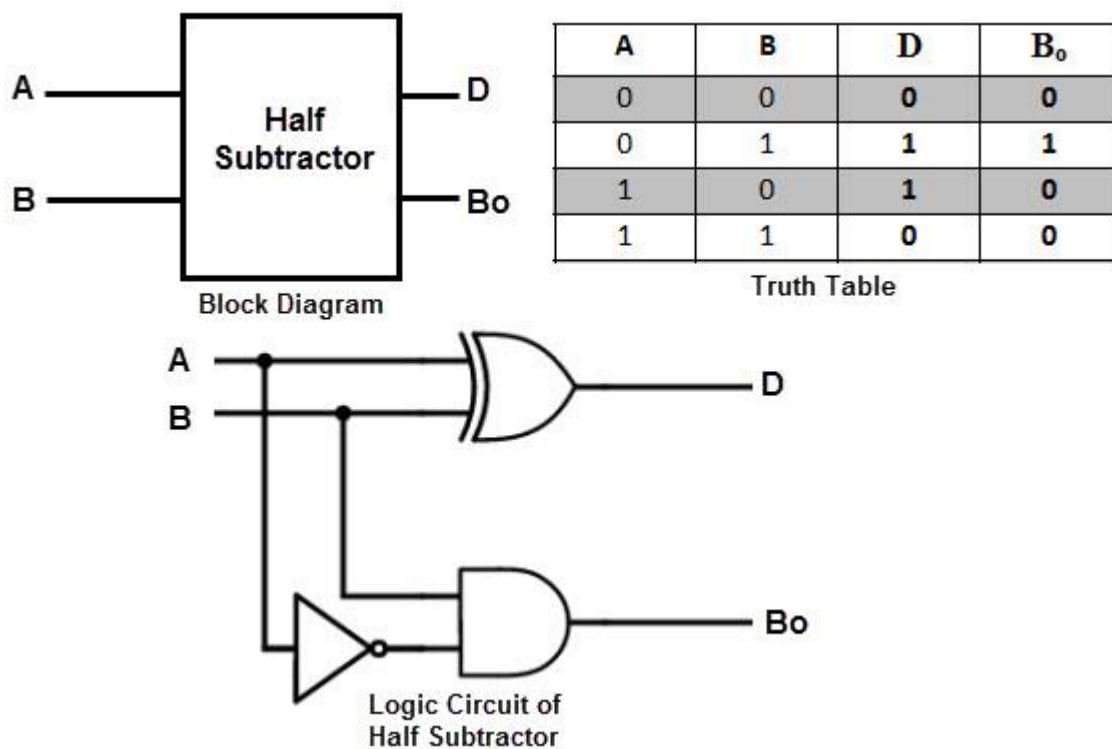 A
B
Half
Subtractor
D
Bo
Block Diagram
A B D Bₒ
0 0 0 0
0 1 1 1
1 0 1 0
1 1 0 0
Truth Table
A
B
D
Bo
Logic Circuit of
Half Subtractor